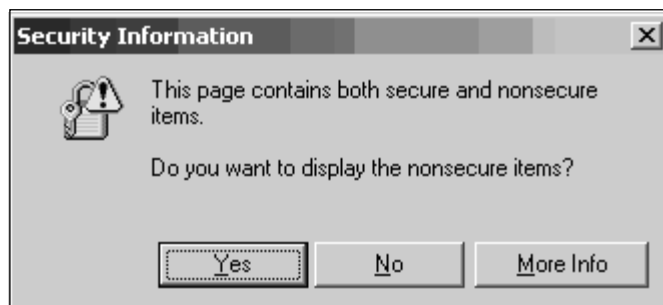 Security Information
This page contains both secure and nonsecure
items.
Do you want to display the nonsecure items?
Yes
No
More Info